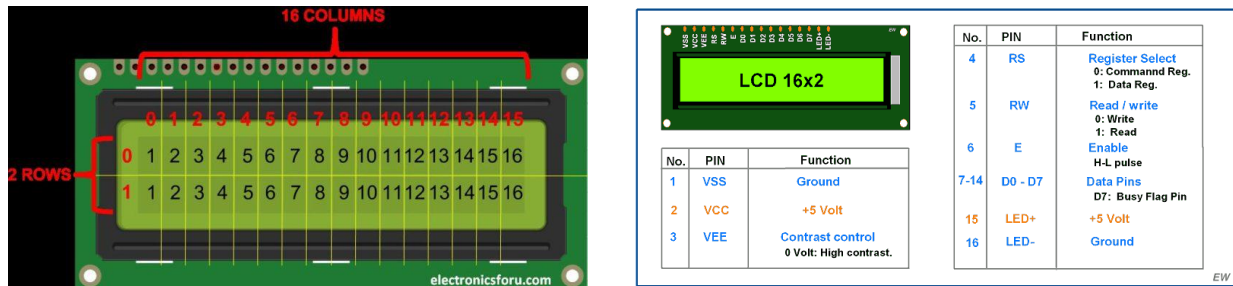 16 COLUMNS
0 1 2 3 4 5 6 7 8 9 10 11 12 13 14 15
2 ROWS
0 1 2 3 4 5 6 7 8 9 10 11 12 13 14 15 16
1 1 2 3 4 5 6 7 8 9 10 11 12 13 14 15 16
electronicsforu.com
EW
VSS VCC VEE RS RW E D0 D1 D2 D3 D4 D5 D6 D7 LED+ LED-
LCD 16x2
No. PIN Function
1 VSS Ground
2 VCC +5 Volt
3 VEE Contrast control
0 Volt: High contrast.
No. PIN Function
4 RS Register Select
0: Commannd Reg.
1: Data Reg.
5 RW Read / write
0: Write
1: Read
6 E Enable
H-L pulse
7-14 D0 - D7 Data Pins
D7: Busy Flag Pin
15 LED+ +5 Volt
16 LED- Ground
EW